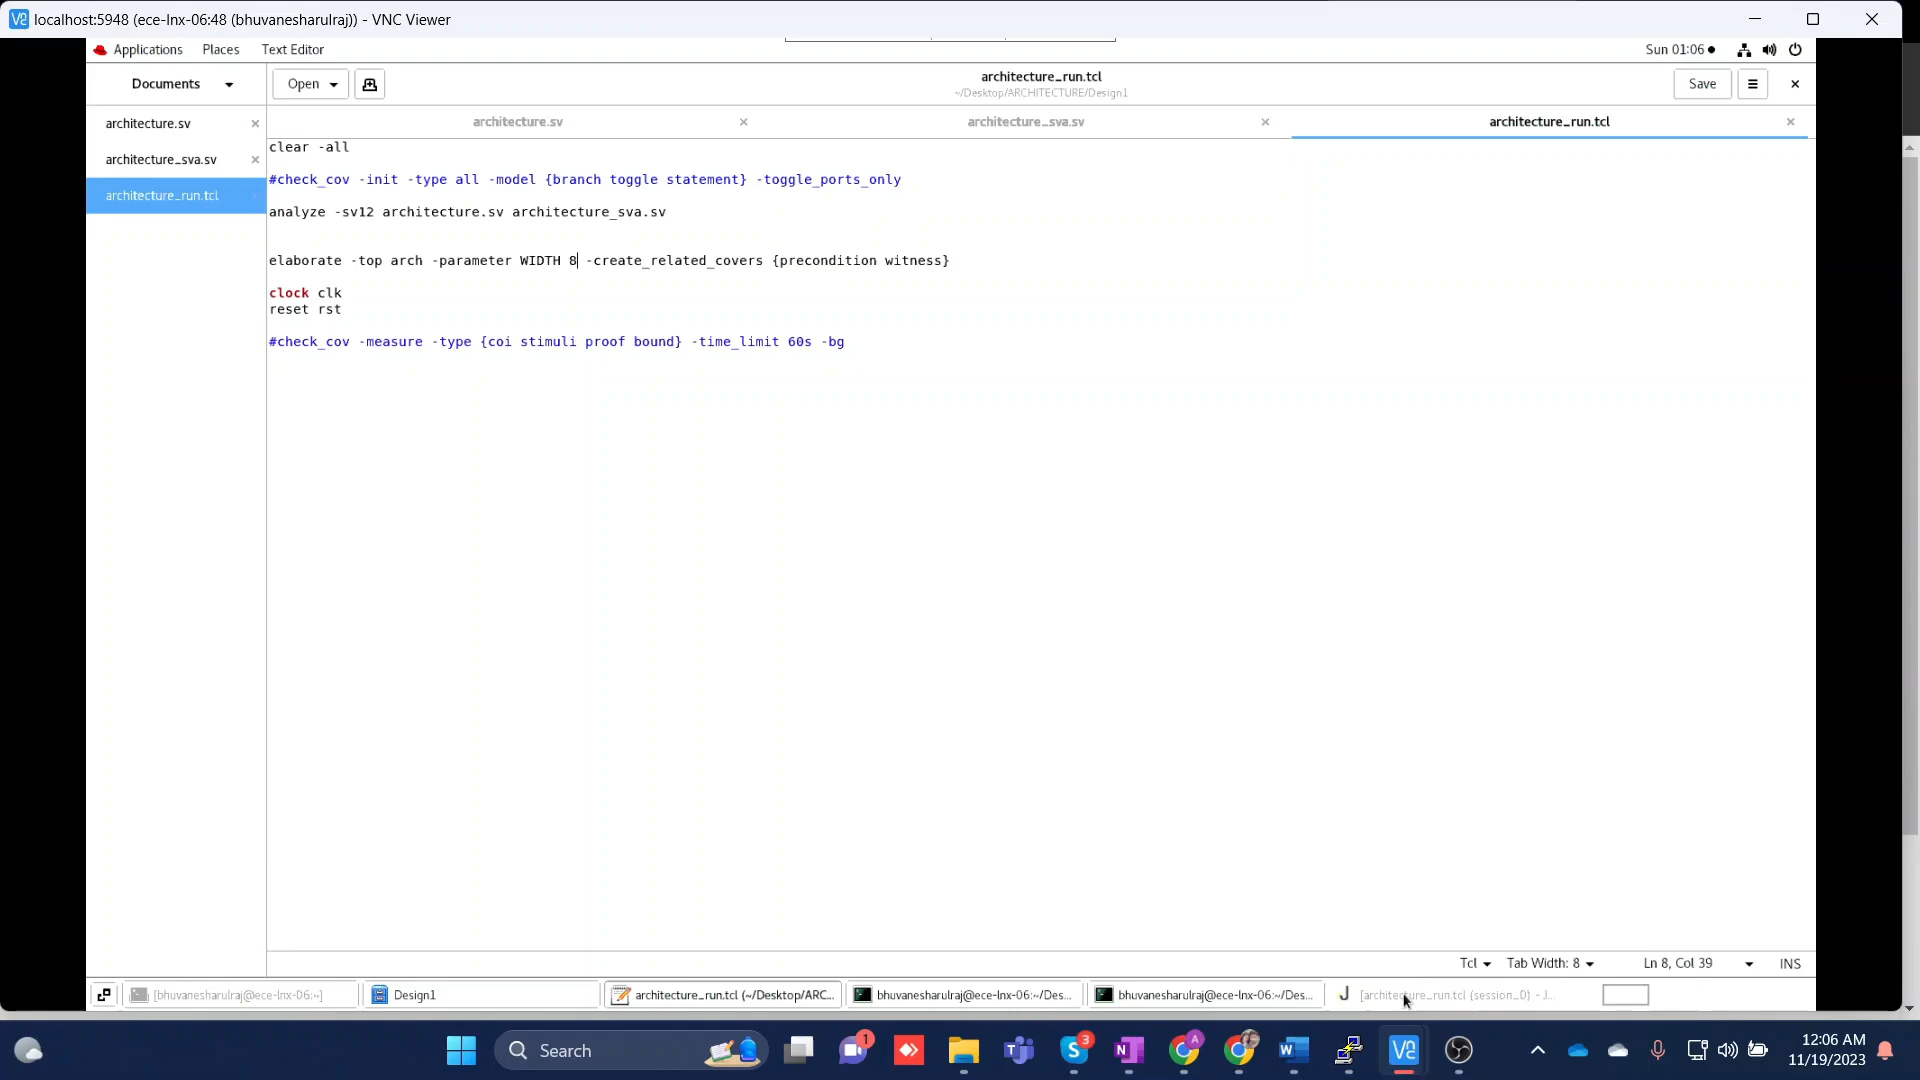 localhost:5948 (ece-lnx-06:48 (bhuvanesharulraj)) - VNC Viewer
Applications Places Text Editor Sun 01:06
Documents Open architecture_run.tcl Save
~/Desktop/ARCHITECTURE/Design1
architecture.sv architecture.sv architecture_sva.sv architecture_run.tcl
architecture_sva.sv
architecture_run.tcl
clear -all
#check_cov -init -type all -model {branch toggle statement} -toggle_ports_only
analyze -sv12 architecture.sv architecture_sva.sv
elaborate -top arch -parameter WIDTH 8 -create_related_covers {precondition witness}
clock clk
reset rst
#check_cov -measure -type {coi stimuli proof bound} -time_limit 60s -bg
Tcl Tab Width: 8 Ln 8, Col 39 INS
[bhuvanesharulraj@ece-lnx-06:~] Design1 architecture_run.tcl (~/Desktop/ARC... bhuvanesharulraj@ece-lnx-06:~/Des... bhuvanesharulraj@ece-lnx-06:~/Des... [architecture_run.tcl (session_0) - J...
Search 1 3 12:06 AM
11/19/2023